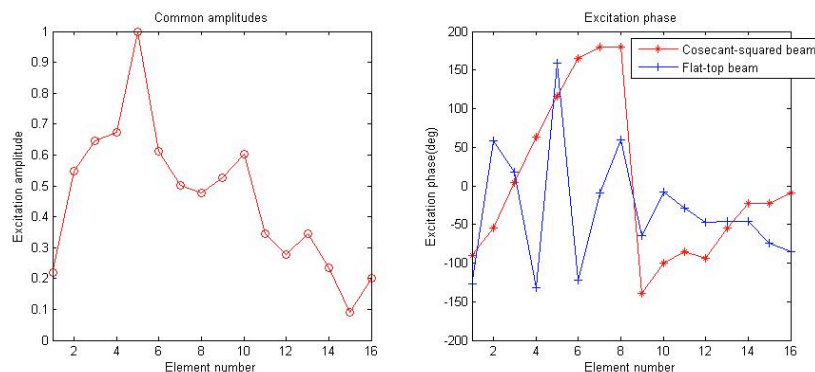 Common amplitudes
1
0.9
0.8
0.7
0.6
0.5
0.4
0.3
0.2
0.1
0
Excitation amplitude
2 4 6 8 10 12 14 16
Element number
Excitation phase
200
150
100
50
0
-50
-100
-150
-200
Excitation phase(deg)
Cosecant-squared beam
Flat-top beam
2 4 6 8 10 12 14 16
Element number